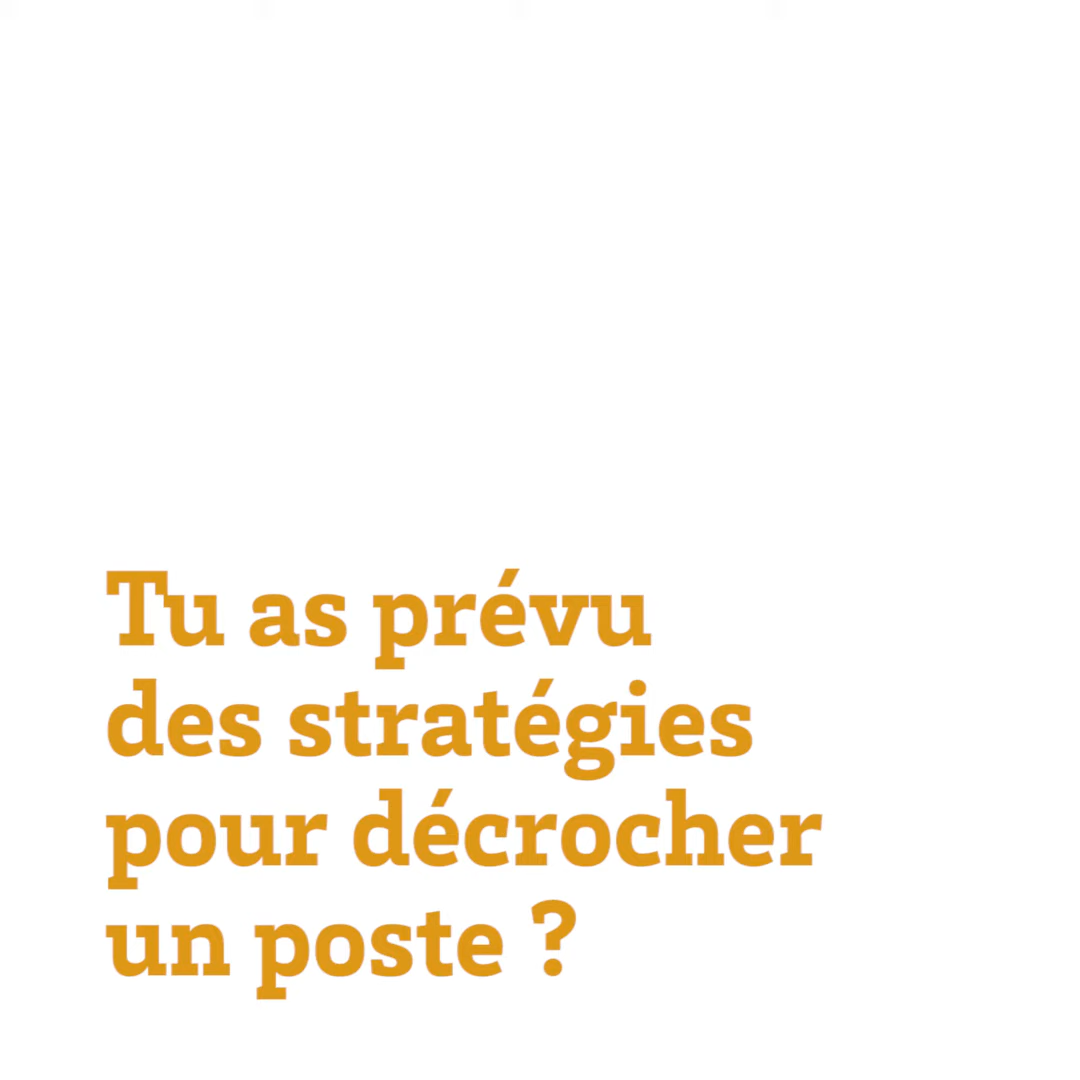 Tu as prévu
des stratégies
pour décrocher
un poste ?